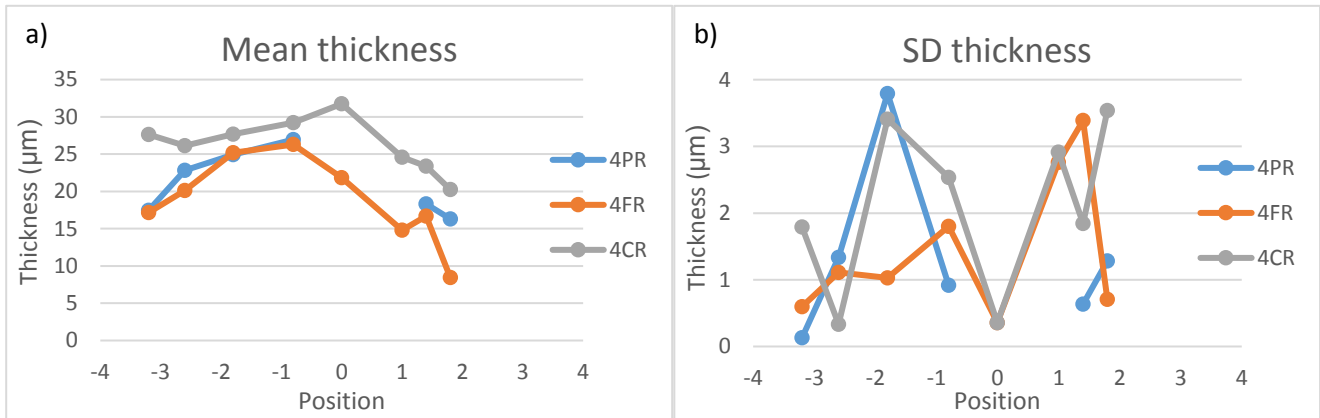 a)
Mean thickness
Thickness (µm)
35
30
25
20
15
10
5
0
-4 -3 -2 -1 0 1 2 3 4
Position
4PR
4FR
4CR
b)
SD thickness
Thickness (µm)
4
3
2
1
0
-4 -3 -2 -1 0 1 2 3 4
Position
4PR
4FR
4CR